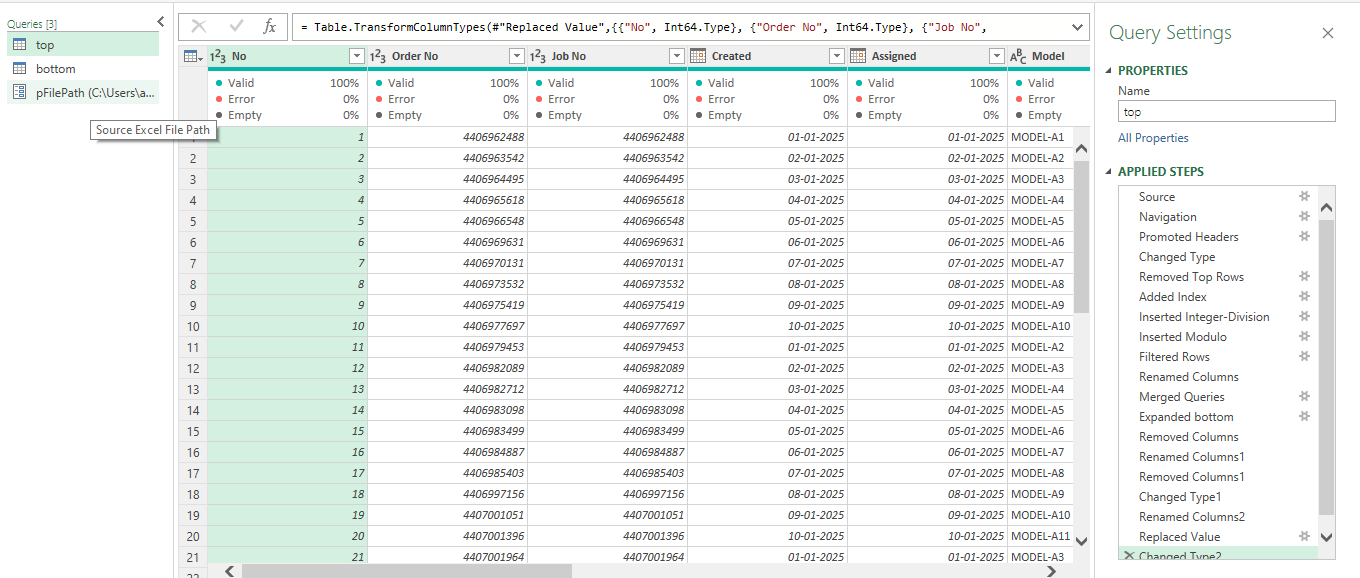 Queries [3]
top
bottom
pFilePath (C:\Users\a...
Source Excel File Path
fx = Table.TransformColumnTypes(#"Replaced Value",{{"No", Int64.Type}, {"Order No", Int64.Type}, {"Job No",
1²3 No 1²3 Order No 1²3 Job No Created Assigned ABC Model
Valid 100% Valid 100% Valid 100% Valid 100% Valid 100% Valid
Error 0% Error 0% Error 0% Error 0% Error 0% Error
Empty 0% Empty 0% Empty 0% Empty 0% Empty 0% Empty
1 4406962488 4406962488 01-01-2025 01-01-2025 MODEL-A1
2 2 4406963542 4406963542 02-01-2025 02-01-2025 MODEL-A2
3 3 4406964495 4406964495 03-01-2025 03-01-2025 MODEL-A3
4 4 4406965618 4406965618 04-01-2025 04-01-2025 MODEL-A4
5 5 4406966548 4406966548 05-01-2025 05-01-2025 MODEL-A5
6 6 4406969631 4406969631 06-01-2025 06-01-2025 MODEL-A6
7 7 4406970131 4406970131 07-01-2025 07-01-2025 MODEL-A7
8 8 4406973532 4406973532 08-01-2025 08-01-2025 MODEL-A8
9 9 4406975419 4406975419 09-01-2025 09-01-2025 MODEL-A9
10 10 4406977697 4406977697 10-01-2025 10-01-2025 MODEL-A10
11 11 4406979453 4406979453 01-01-2025 01-01-2025 MODEL-A2
12 12 4406982089 4406982089 02-01-2025 02-01-2025 MODEL-A3
13 13 4406982712 4406982712 03-01-2025 03-01-2025 MODEL-A4
14 14 4406983098 4406983098 04-01-2025 04-01-2025 MODEL-A5
15 15 4406983499 4406983499 05-01-2025 05-01-2025 MODEL-A6
16 16 4406984887 4406984887 06-01-2025 06-01-2025 MODEL-A7
17 17 4406985403 4406985403 07-01-2025 07-01-2025 MODEL-A8
18 18 4406997156 4406997156 08-01-2025 08-01-2025 MODEL-A9
19 19 4407001051 4407001051 09-01-2025 09-01-2025 MODEL-A10
20 20 4407001396 4407001396 10-01-2025 10-01-2025 MODEL-A11
21 21 4407001964 4407001964 01-01-2025 01-01-2025 MODEL-A3
Query Settings
PROPERTIES
Name
top
All Properties
APPLIED STEPS
Source
Navigation
Promoted Headers
Changed Type
Removed Top Rows
Added Index
Inserted Integer-Division
Inserted Modulo
Filtered Rows
Renamed Columns
Merged Queries
Expanded bottom
Removed Columns
Renamed Columns1
Removed Columns1
Changed Type1
Renamed Columns2
Replaced Value
Changed Type2